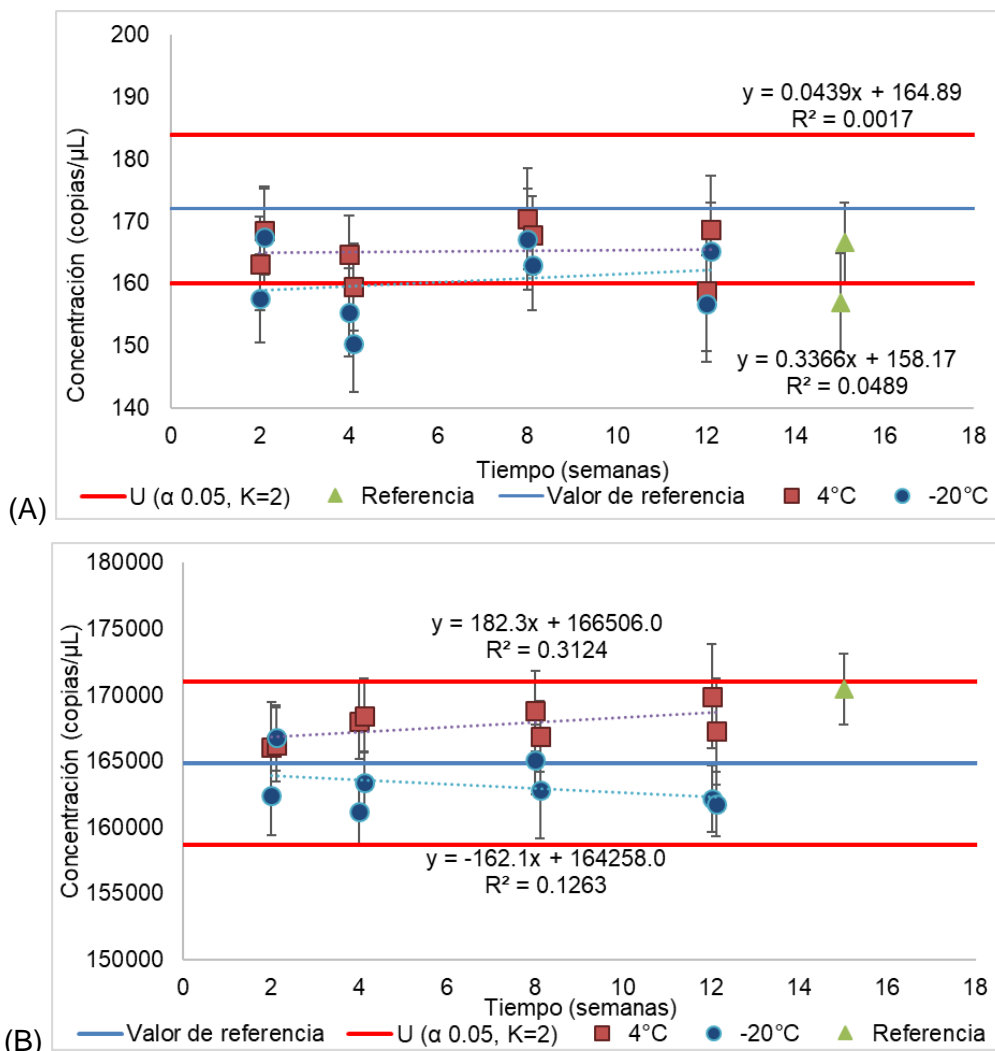 200
190
180
170
160
150
140
Concentración (copias/µL)
y = 0.0439x + 164.89
R² = 0.0017
y = 0.3366x + 158.17
R² = 0.0489
0 2 4 6 8 10 12 14 16 18
Tiempo (semanas)
U (α 0.05, K=2) Referencia Valor de referencia 4°C -20°C
(A)
180000
175000
170000
165000
160000
155000
150000
Concentración (copias/µL)
y = 182.3x + 166506.0
R² = 0.3124
y = -162.1x + 164258.0
R² = 0.1263
0 2 4 6 8 10 12 14 16 18
Tiempo (semanas)
Valor de referencia U (α 0.05, K=2) 4°C -20°C Referencia
(B)